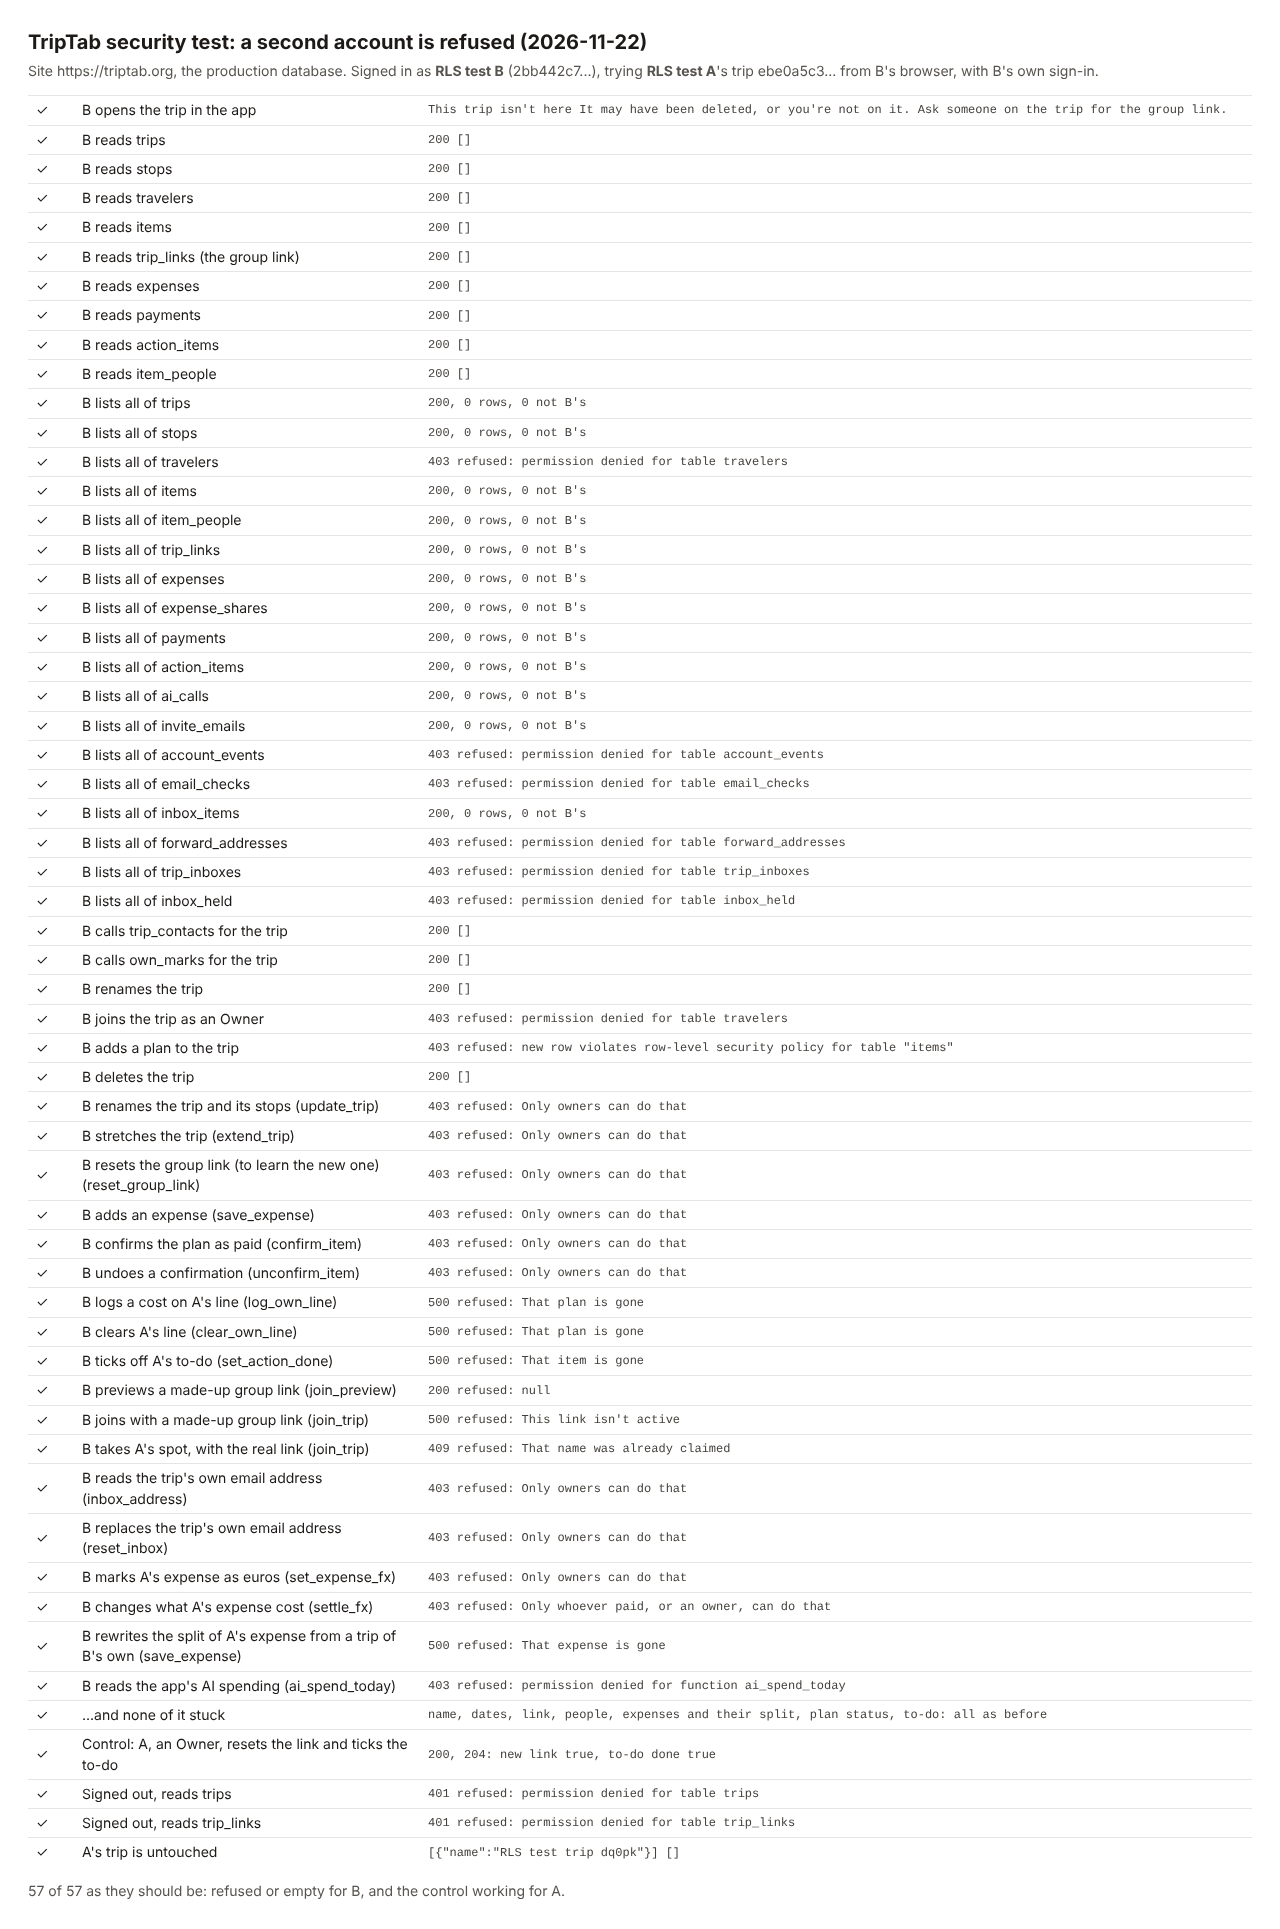 TripTab security test: a second account is refused (2026-11-22)
Site https://triptab.org, the production database. Signed in as RLS test B (2bb442c7...), trying RLS test A's trip ebe0a5c3... from B's browser, with B's own sign-in.
✓ B opens the trip in the app This trip isn't here It may have been deleted, or you're not on it. Ask someone on the trip for the group link.
✓ B reads trips 200 []
✓ B reads stops 200 []
✓ B reads travelers 200 []
✓ B reads items 200 []
✓ B reads trip_links (the group link) 200 []
✓ B reads expenses 200 []
✓ B reads payments 200 []
✓ B reads action_items 200 []
✓ B reads item_people 200 []
✓ B lists all of trips 200, 0 rows, 0 not B's
✓ B lists all of stops 200, 0 rows, 0 not B's
✓ B lists all of travelers 403 refused: permission denied for table travelers
✓ B lists all of items 200, 0 rows, 0 not B's
✓ B lists all of item_people 200, 0 rows, 0 not B's
✓ B lists all of trip_links 200, 0 rows, 0 not B's
✓ B lists all of expenses 200, 0 rows, 0 not B's
✓ B lists all of expense_shares 200, 0 rows, 0 not B's
✓ B lists all of payments 200, 0 rows, 0 not B's
✓ B lists all of action_items 200, 0 rows, 0 not B's
✓ B lists all of ai_calls 200, 0 rows, 0 not B's
✓ B lists all of invite_emails 200, 0 rows, 0 not B's
✓ B lists all of account_events 403 refused: permission denied for table account_events
✓ B lists all of email_checks 403 refused: permission denied for table email_checks
✓ B lists all of inbox_items 200, 0 rows, 0 not B's
✓ B lists all of forward_addresses 403 refused: permission denied for table forward_addresses
✓ B lists all of trip_inboxes 403 refused: permission denied for table trip_inboxes
✓ B lists all of inbox_held 403 refused: permission denied for table inbox_held
✓ B calls trip_contacts for the trip 200 []
✓ B calls own_marks for the trip 200 []
✓ B renames the trip 200 []
✓ B joins the trip as an Owner 403 refused: permission denied for table travelers
✓ B adds a plan to the trip 403 refused: new row violates row-level security policy for table "items"
✓ B deletes the trip 200 []
✓ B renames the trip and its stops (update_trip) 403 refused: Only owners can do that
✓ B stretches the trip (extend_trip) 403 refused: Only owners can do that
✓ B resets the group link (to learn the new one)
(reset_group_link) 403 refused: Only owners can do that
✓ B adds an expense (save_expense) 403 refused: Only owners can do that
✓ B confirms the plan as paid (confirm_item) 403 refused: Only owners can do that
✓ B undoes a confirmation (unconfirm_item) 403 refused: Only owners can do that
✓ B logs a cost on A's line (log_own_line) 500 refused: That plan is gone
✓ B clears A's line (clear_own_line) 500 refused: That plan is gone
✓ B ticks off A's to-do (set_action_done) 500 refused: That item is gone
✓ B previews a made-up group link (join_preview) 200 refused: null
✓ B joins with a made-up group link (join_trip) 500 refused: This link isn't active
✓ B takes A's spot, with the real link (join_trip) 409 refused: That name was already claimed
✓ B reads the trip's own email address
(inbox_address) 403 refused: Only owners can do that
✓ B replaces the trip's own email address
(reset_inbox) 403 refused: Only owners can do that
✓ B marks A's expense as euros (set_expense_fx) 403 refused: Only owners can do that
✓ B changes what A's expense cost (settle_fx) 403 refused: Only whoever paid, or an owner, can do that
✓ B rewrites the split of A's expense from a trip of
B's own (save_expense) 500 refused: That expense is gone
✓ B reads the app's AI spending (ai_spend_today) 403 refused: permission denied for function ai_spend_today
✓ ...and none of it stuck name, dates, link, people, expenses and their split, plan status, to-do: all as before
✓ Control: A, an Owner, resets the link and ticks the
to-do 200, 204: new link true, to-do done true
✓ Signed out, reads trips 401 refused: permission denied for table trips
✓ Signed out, reads trip_links 401 refused: permission denied for table trip_links
✓ A's trip is untouched [{"name":"RLS test trip dq0pk"}] []
57 of 57 as they should be: refused or empty for B, and the control working for A.